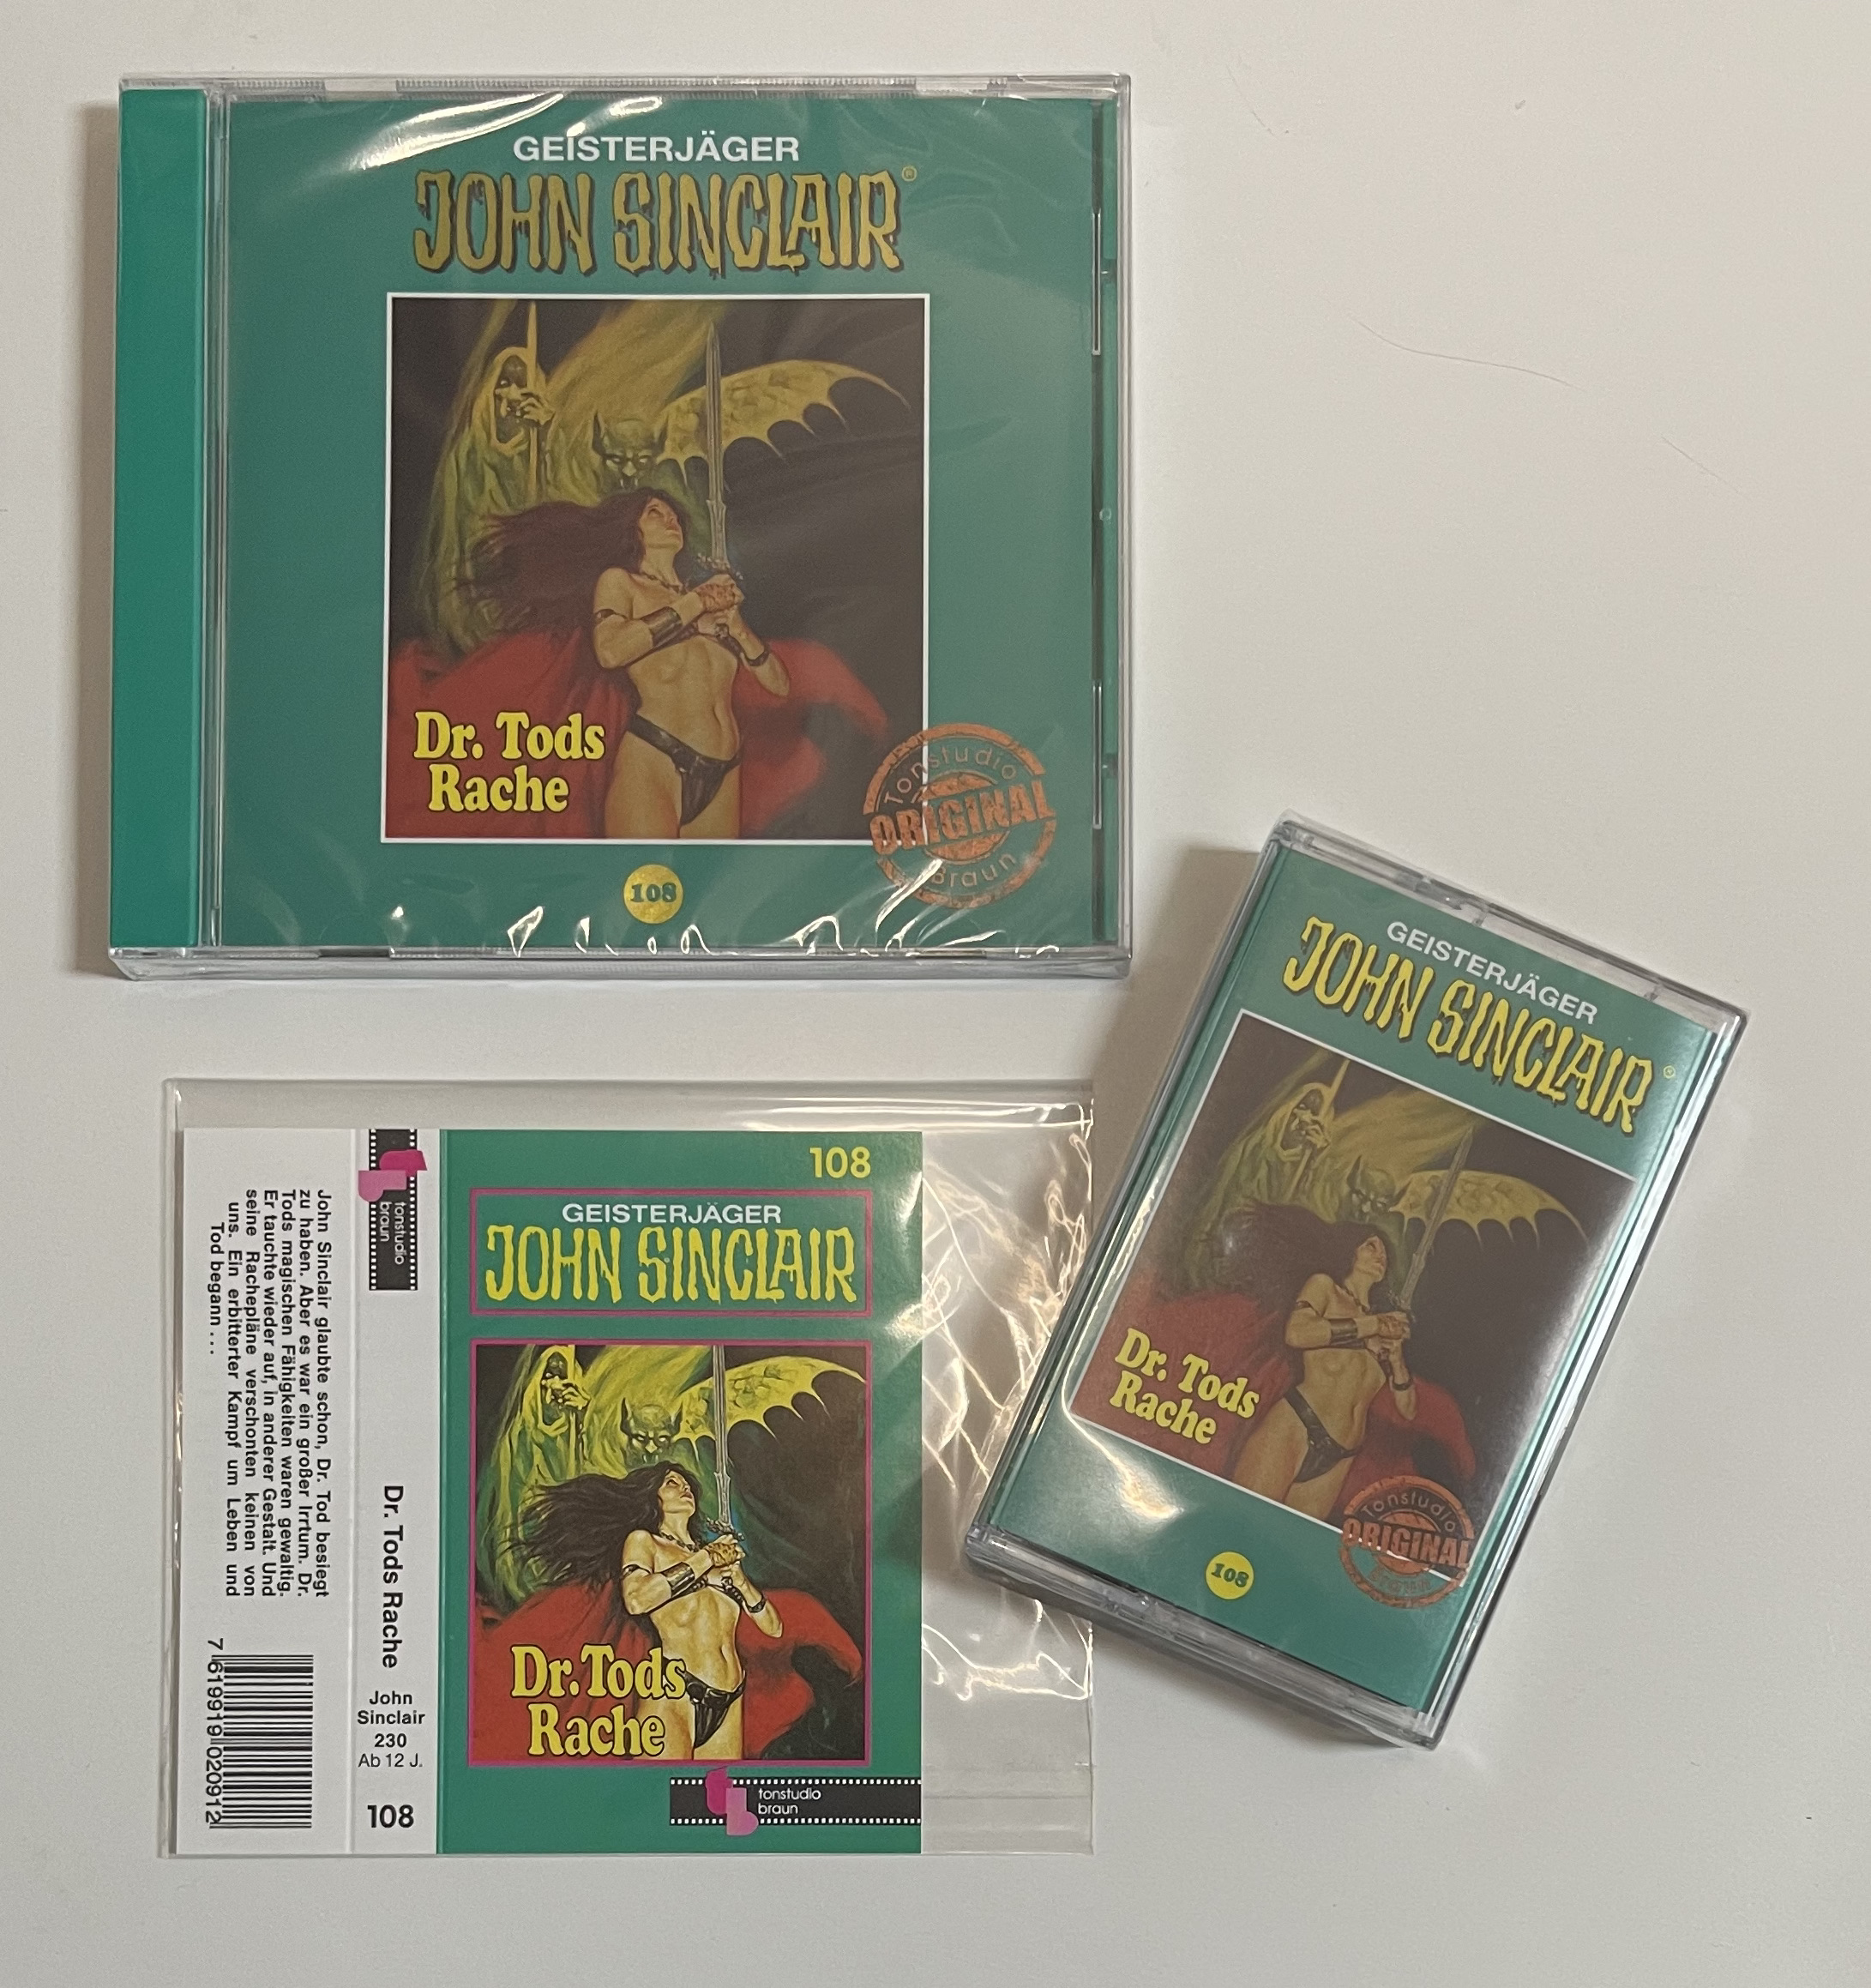 GEISTERJÄGER
JOHN SINCLAIR®
Dr. Tods
Rache
Tonstudio
ORIGINAL
Braun
108
John Sinclair glaubte schon, Dr. Tod besiegt
zu haben. Aber es war ein großer Irrtum. Dr.
Tods magischen Fähigkeiten waren gewaltig.
Er tauchte wieder auf, in anderer Gestalt. Und
seine Rachepläne verschonten keinen von
uns. Ein erbitterter Kampf um Leben und
Tod begann ...
7 619919 020912
tonstudio
braun
Dr. Tods Rache
John
Sinclair
230
Ab 12 J.
108
108
GEISTERJÄGER
JOHN SINCLAIR
Dr. Tods
Rache
tonstudio
braun
GEISTERJÄGER
JOHN SINCLAIR®
Dr. Tods
Rache
Tonstudio
ORIGINAL
Braun
108